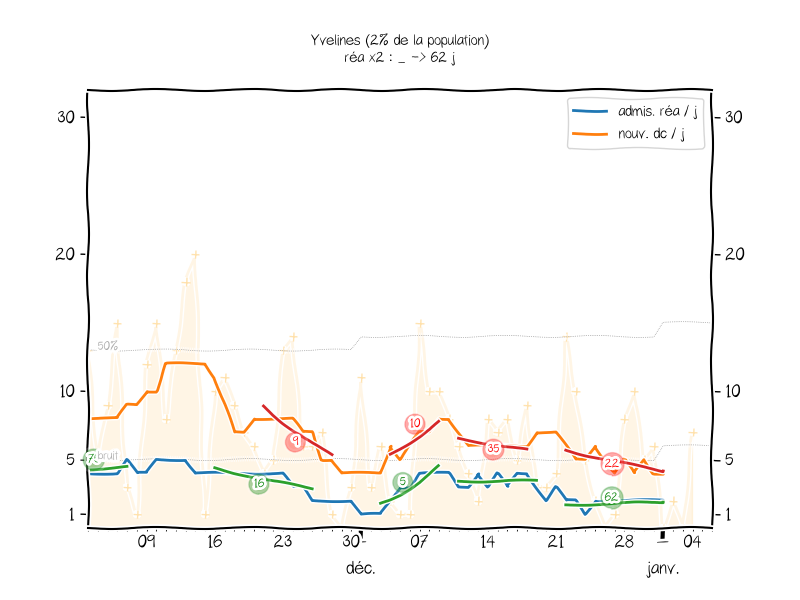 Yvelines (2% de la population)
réa x2 : _ -> 62 j
admis. réa / j
nouv. dc / j
30 30
20 20
50%
10 10
10
9
35
22
5 bruit 5
7
16
5
62
1 1
09 16 23 30 07 14 21 28 04
déc. janv.